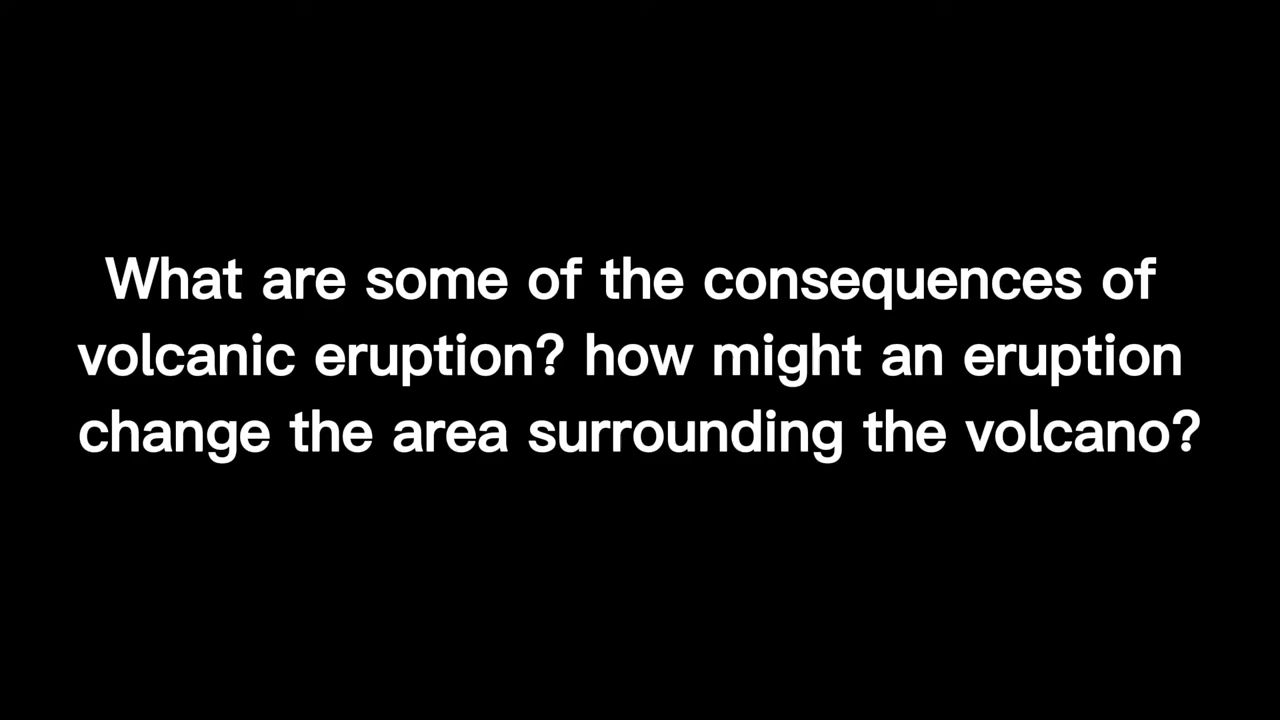 What are some of the consequences of
volcanic eruption? how might an eruption
change the area surrounding the volcano?